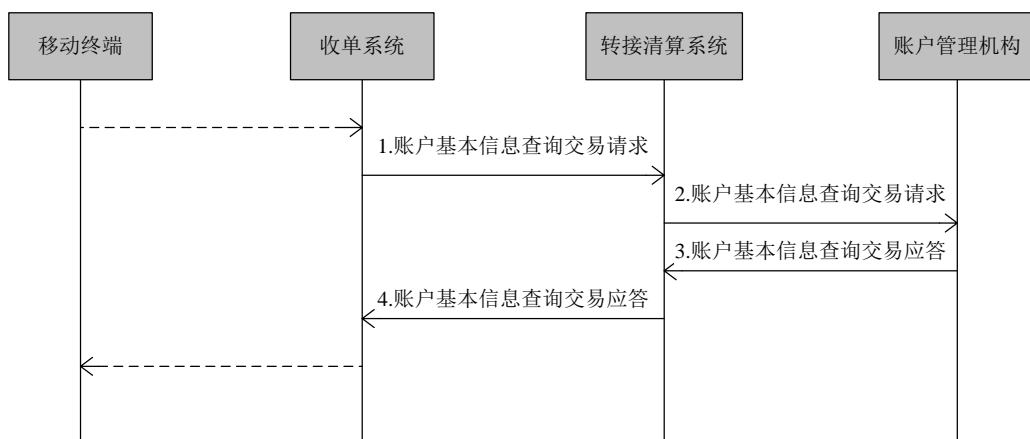 移动终端
收单系统
转接清算系统
账户管理机构
1.账户基本信息查询交易请求
2.账户基本信息查询交易请求
3.账户基本信息查询交易应答
4.账户基本信息查询交易应答